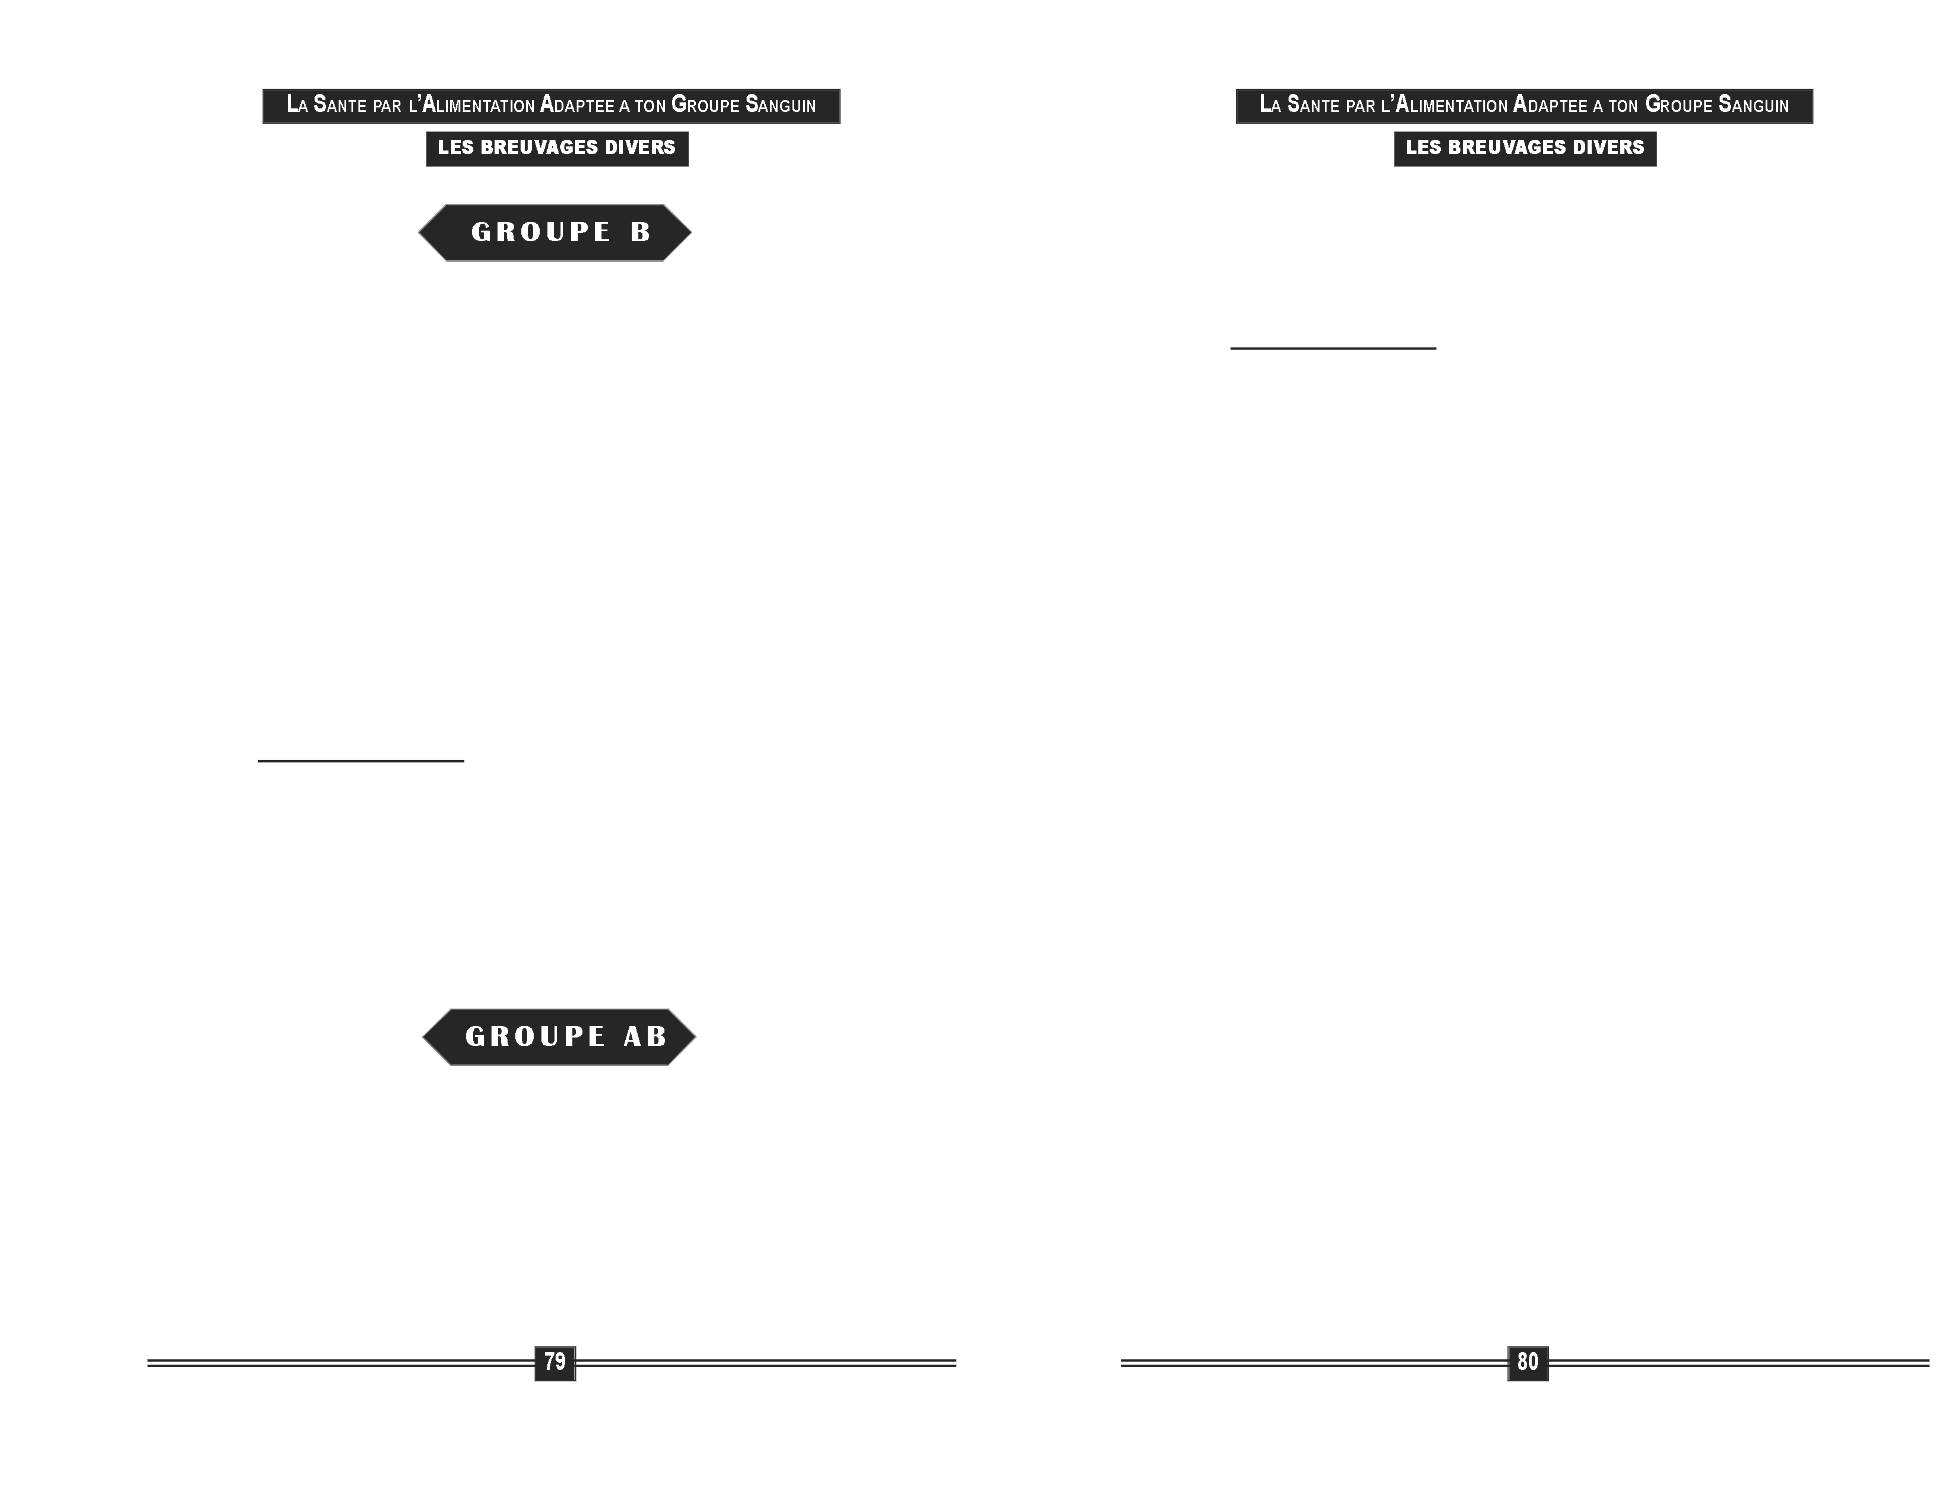 LA SANTE PAR L’ALIMENTATION ADAPTEE A TON GROUPE SANGUIN
LES BREUVAGES DIVERS
GROUPE B
GROUPE AB
79
LA SANTE PAR L’ALIMENTATION ADAPTEE A TON GROUPE SANGUIN
LES BREUVAGES DIVERS
80